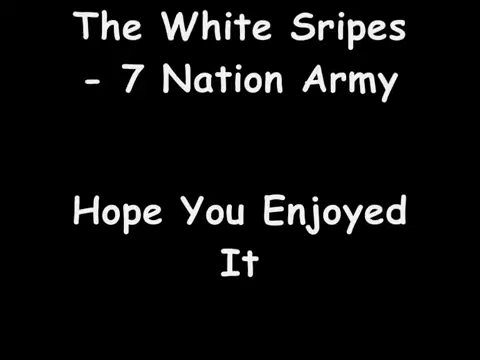 The White Sripes
- 7 Nation Army
Hope You Enjoyed
It